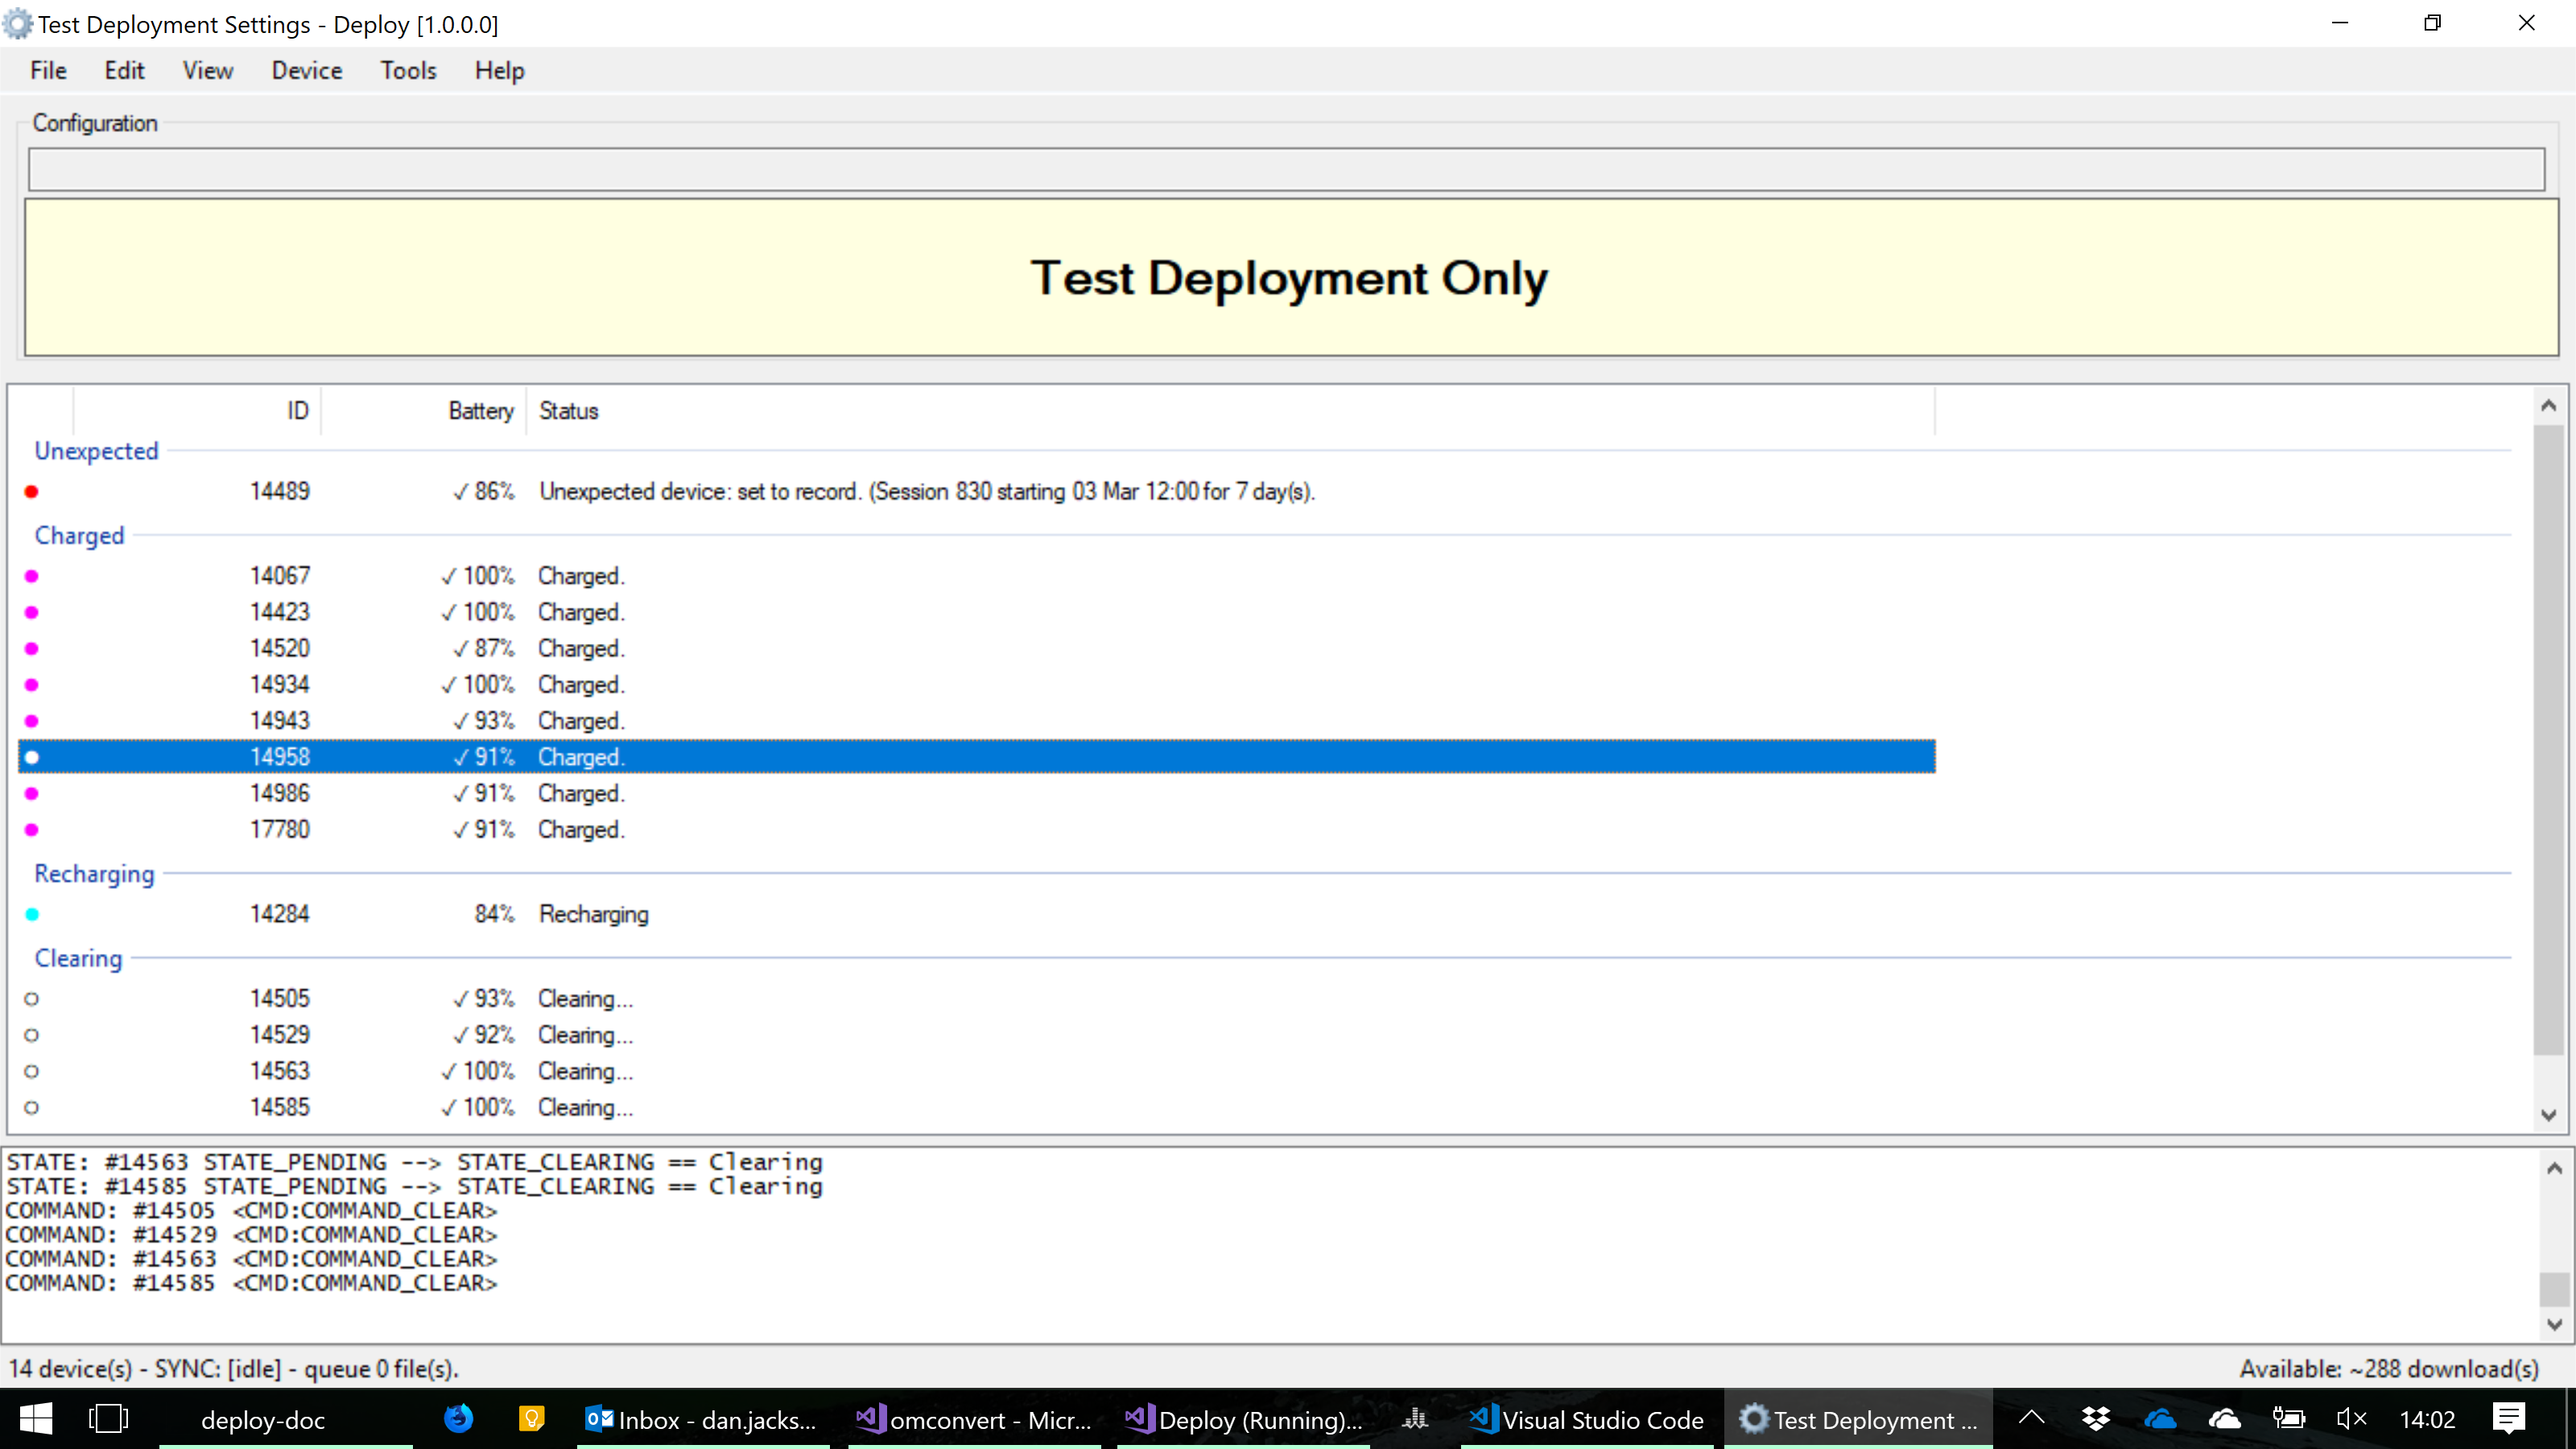 Test Deployment Settings - Deploy [1.0.0.0]
File Edit View Device Tools Help
Configuration
Test Deployment Only
ID Battery Status
Unexpected
14489 ✓ 86% Unexpected device: set to record. (Session 830 starting 03 Mar 12:00 for 7 day(s).
Charged
14067 ✓ 100% Charged.
14423 ✓ 100% Charged.
14520 ✓ 87% Charged.
14934 ✓ 100% Charged.
14943 ✓ 93% Charged.
14958 ✓ 91% Charged.
14986 ✓ 91% Charged.
17780 ✓ 91% Charged.
Recharging
14284 84% Recharging
Clearing
14505 ✓ 93% Clearing...
14529 ✓ 92% Clearing...
14563 ✓ 100% Clearing...
14585 ✓ 100% Clearing...
STATE: #14563 STATE_PENDING --> STATE_CLEARING == Clearing
STATE: #14585 STATE_PENDING --> STATE_CLEARING == Clearing
COMMAND: #14505 <CMD:COMMAND_CLEAR>
COMMAND: #14529 <CMD:COMMAND_CLEAR>
COMMAND: #14563 <CMD:COMMAND_CLEAR>
COMMAND: #14585 <CMD:COMMAND_CLEAR>
14 device(s) - SYNC: [idle] - queue 0 file(s). Available: ~288 download(s)
deploy-doc Inbox - dan.jacks... omconvert - Micr... Deploy (Running)... Visual Studio Code Test Deployment ... 14:02